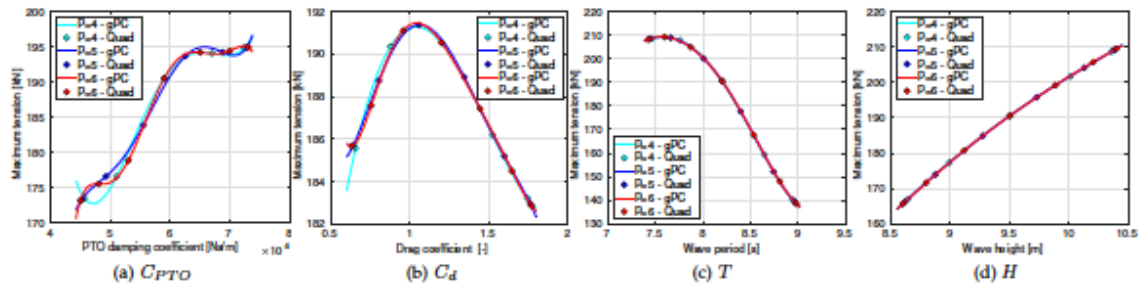 Maximum tension [kN]
200
195
190
185
180
175
170
P=4 - gPC
P=4 - Quad
P=5 - gPC
P=5 - Quad
P=6 - gPC
P=6 - Quad
4
5
6
7
8
× 10⁴
PTO damping coefficient [Ns/m]
(a) C_PTO
Maximum tension [kN]
192
190
188
186
184
182
P=4 - gPC
P=4 - Quad
P=5 - gPC
P=5 - Quad
P=6 - gPC
P=6 - Quad
0.5
1
1.5
2
Drag coefficient [-]
(b) C_d
Maximum tension [kN]
220
210
200
190
180
170
160
150
140
130
P=4 - gPC
P=4 - Quad
P=5 - gPC
P=5 - Quad
P=6 - gPC
P=6 - Quad
7
7.5
8
8.5
9
9.5
Wave period [s]
(c) T
Maximum tension [kN]
220
210
200
190
180
170
160
P=4 - gPC
P=4 - Quad
P=5 - gPC
P=5 - Quad
P=6 - gPC
P=6 - Quad
8.5
9
9.5
10
10.5
Wave height [m]
(d) H